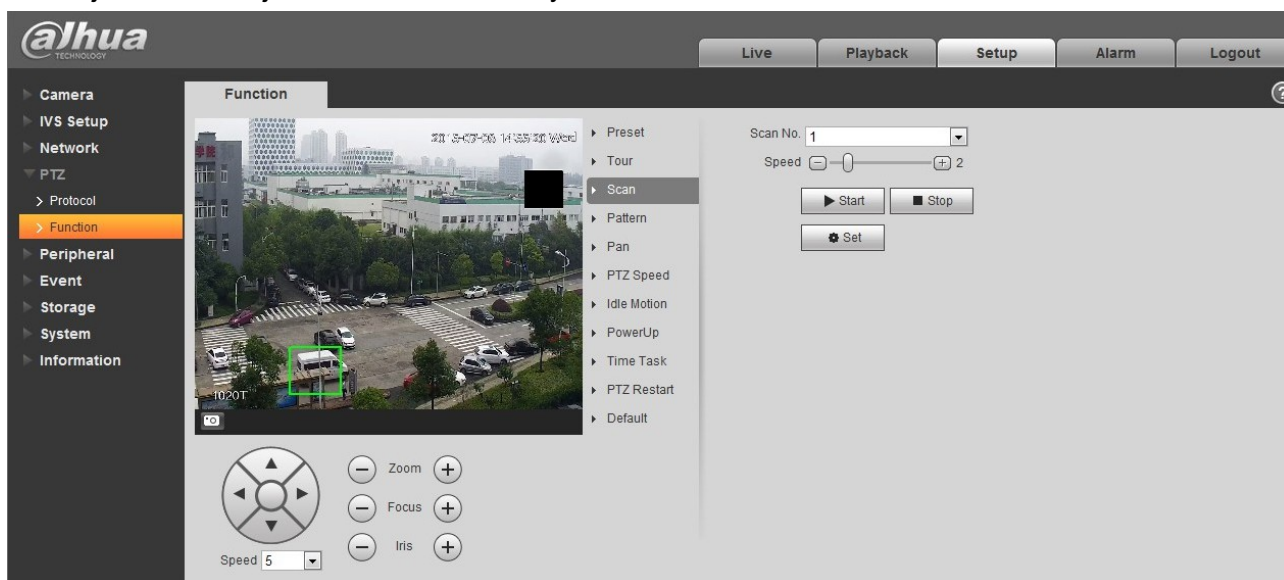 alhua
TECHNOLOGY
Live
Playback
Setup
Alarm
Logout
Camera
IVS Setup
Network
PTZ
Protocol
Function
Peripheral
Event
Storage
System
Information
Function
1020T
Preset
Tour
Scan
Pattern
Pan
PTZ Speed
Idle Motion
PowerUp
Time Task
PTZ Restart
Default
Scan No. 1
Speed 2
Start Stop
Set
Zoom
Focus
Iris
Speed 5